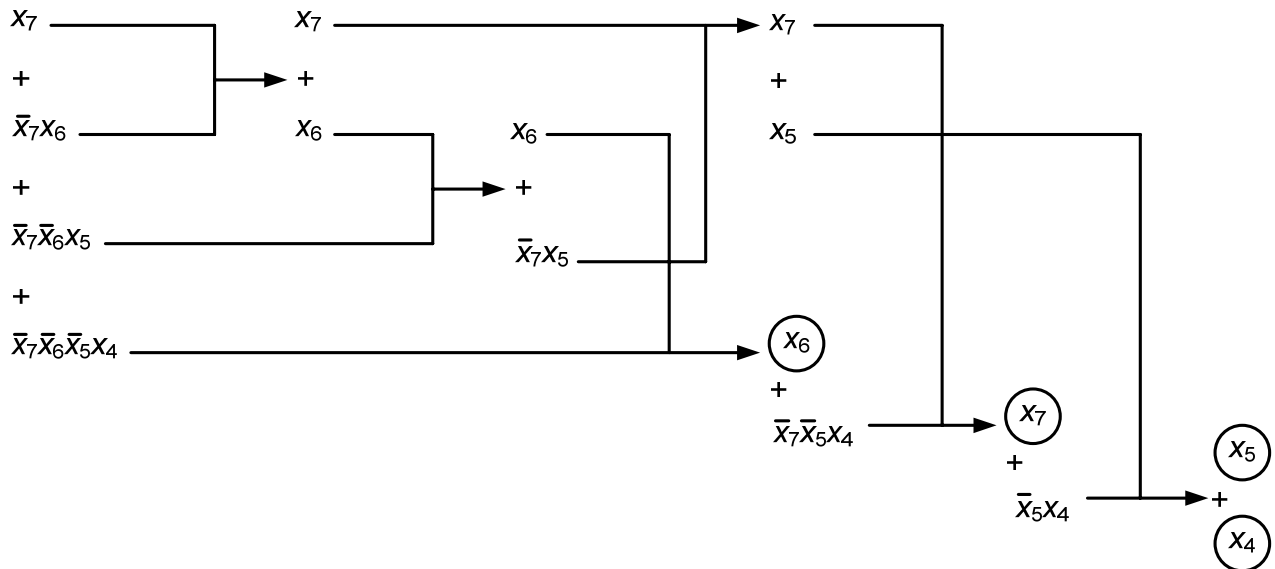 x₇ x₇ x₇
+ + +
x̄₇x₆ x₆ x₆ x₅
+ +
x̄₇x̄₆x₅ x̄₇x₅
+
x̄₇x̄₆x̄₅x₄ x₆
+
x̄₇x̄₅x₄ x₇
+ x₅
x̄₅x₄ +
x₄